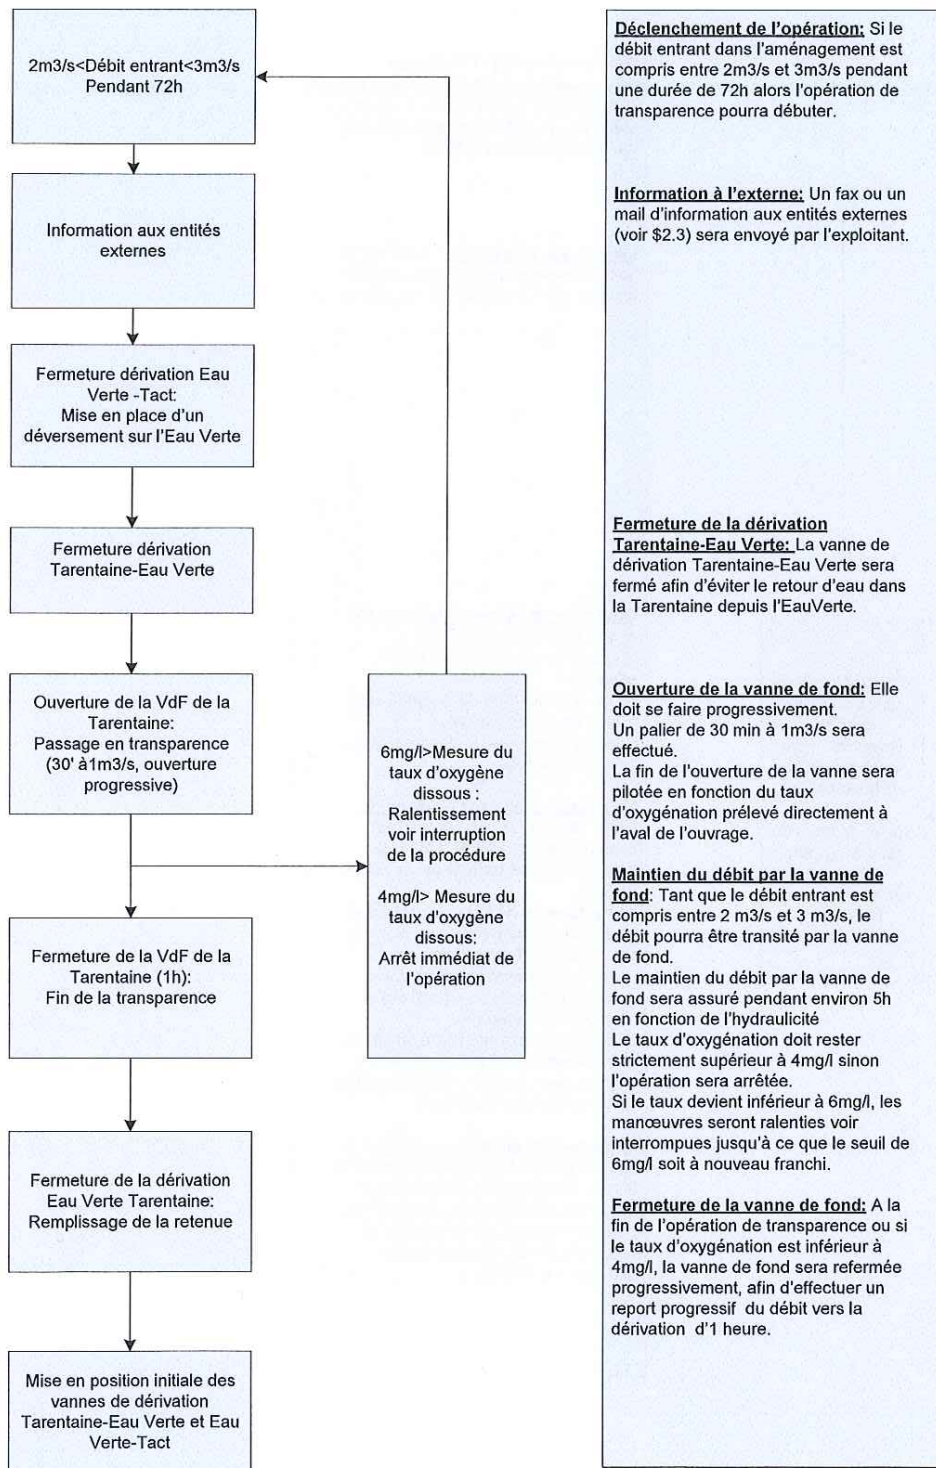 2m3/s<Débit entrant<3m3/s
Pendant 72h
Information aux entités
externes
Fermeture dérivation Eau
Verte -Tact:
Mise en place d'un
déversement sur l'Eau Verte
Fermeture dérivation
Tarentaine-Eau Verte
Ouverture de la VdF de la
Tarentaine:
Passage en transparence
(30' à1m3/s, ouverture
progressive)
6mg/l>Mesure du
taux d'oxygène
dissous :
Ralentissement
voir interruption
de la procédure
4mg/l> Mesure du
taux d'oxygène
dissous:
Arrêt immédiat de
l'opération
Fermeture de la VdF de la
Tarentaine (1h):
Fin de la transparence
Fermeture de la dérivation
Eau Verte Tarentaine:
Remplissage de la retenue
Mise en position initiale des
vannes de dérivation
Tarentaine-Eau Verte et Eau
Verte-Tact
Déclenchement de l'opération: Si le
débit entrant dans l'aménagement est
compris entre 2m3/s et 3m3/s pendant
une durée de 72h alors l'opération de
transparence pourra débuter.
Information à l'externe: Un fax ou un
mail d'information aux entités externes
(voir $2.3) sera envoyé par l'exploitant.
Fermeture de la dérivation
Tarentaine-Eau Verte: La vanne de
dérivation Tarentaine-Eau Verte sera
fermé afin d'éviter le retour d'eau dans
la Tarentaine depuis l'EauVerte.
Ouverture de la vanne de fond: Elle
doit se faire progressivement.
Un palier de 30 min à 1m3/s sera
effectué.
La fin de l'ouverture de la vanne sera
pilotée en fonction du taux
d'oxygénation prélevé directement à
l'aval de l'ouvrage.
Maintien du débit par la vanne de
fond: Tant que le débit entrant est
compris entre 2 m3/s et 3 m3/s, le
débit pourra être transité par la vanne
de fond.
Le maintien du débit par la vanne de
fond sera assuré pendant environ 5h
en fonction de l'hydraulicité
Le taux d'oxygénation doit rester
strictement supérieur à 4mg/l sinon
l'opération sera arrêtée.
Si le taux devient inférieur à 6mg/l, les
manœuvres seront ralenties voir
interrompues jusqu'à ce que le seuil de
6mg/l soit à nouveau franchi.
Fermeture de la vanne de fond: A la
fin de l'opération de transparence ou si
le taux d'oxygénation est inférieur à
4mg/l, la vanne de fond sera refermée
progressivement, afin d'effectuer un
report progressif du débit vers la
dérivation d'1 heure.